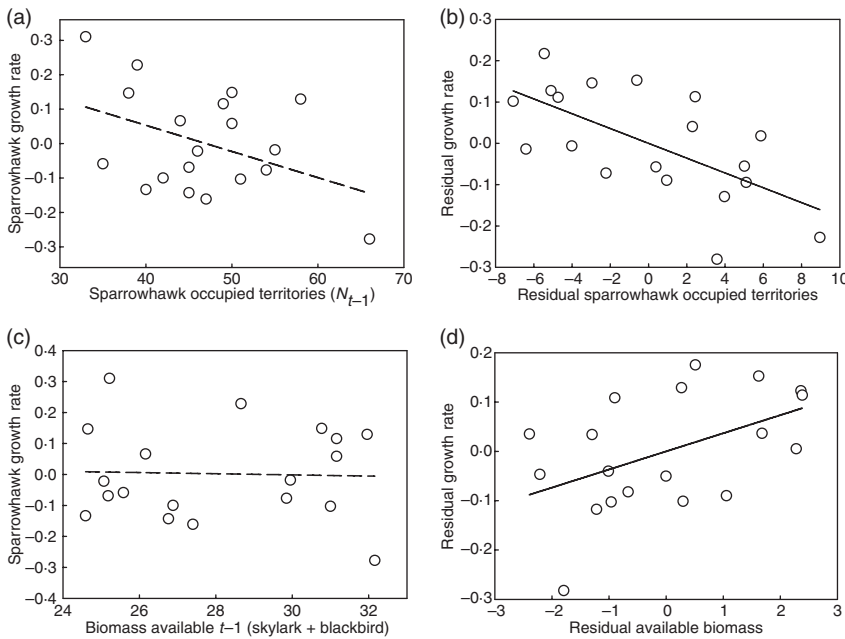 (a)
0·3
0·2
0·1
0·0
−0·1
−0·2
−0·3
Sparrowhawk growth rate
30 40 50 60 70
Sparrowhawk occupied territories (Nt–1)
(b)
0·3
0·2
0·1
0·0
−0·1
−0·2
−0·3
Residual growth rate
−8 −6 −4 −2 0 2 4 6 8 10
Residual sparrowhawk occupied territories
(c)
0·4
0·3
0·2
0·1
0·0
−0·1
−0·2
−0·3
0·4
Sparrowhawk growth rate
24 26 28 30 32
Biomass available t–1 (skylark + blackbird)
(d)
0·2
0·1
0·0
−0·1
−0·2
−0·3
Residual growth rate
−3 −2 −1 0 1 2 3
Residual available biomass